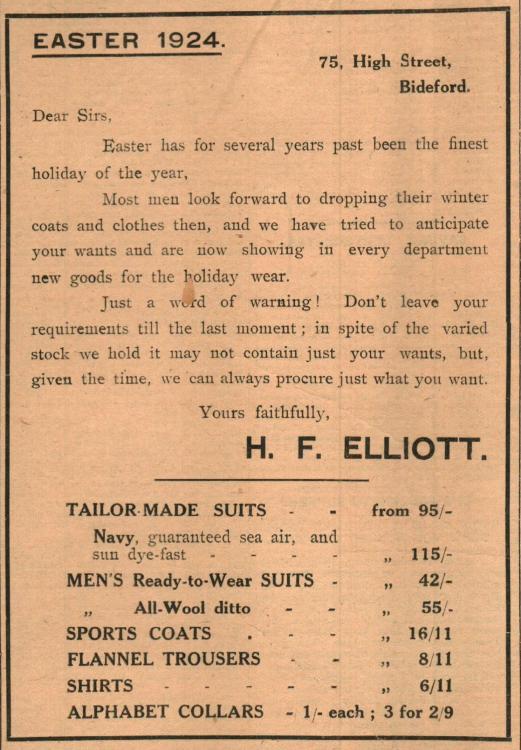 EASTER 1924.
75, High Street,
Bideford.
Dear Sirs,
Easter has for several years past been the finest
holiday of the year,
Most men look forward to dropping their winter
coats and clothes then, and we have tried to anticipate
your wants and are now showing in every department
new goods for the holiday wear.
Just a word of warning! Don't leave your
requirements till the last moment; in spite of the varied
stock we hold it may not contain just your wants, but,
given the time, we can always procure just what you want.
Yours faithfully,
H. F. ELLIOTT.
TAILOR-MADE SUITS - - from 95/-
Navy, guaranteed sea air, and
sun dye-fast - - - - „ 115/-
MEN'S Ready-to-Wear SUITS - „ 42/-
„ All-Wool ditto - - „ 55/-
SPORTS COATS . - - „ 16/11
FLANNEL TROUSERS - - „ 8/11
SHIRTS - - - - - „ 6/11
ALPHABET COLLARS - 1/- each ; 3 for 2/9